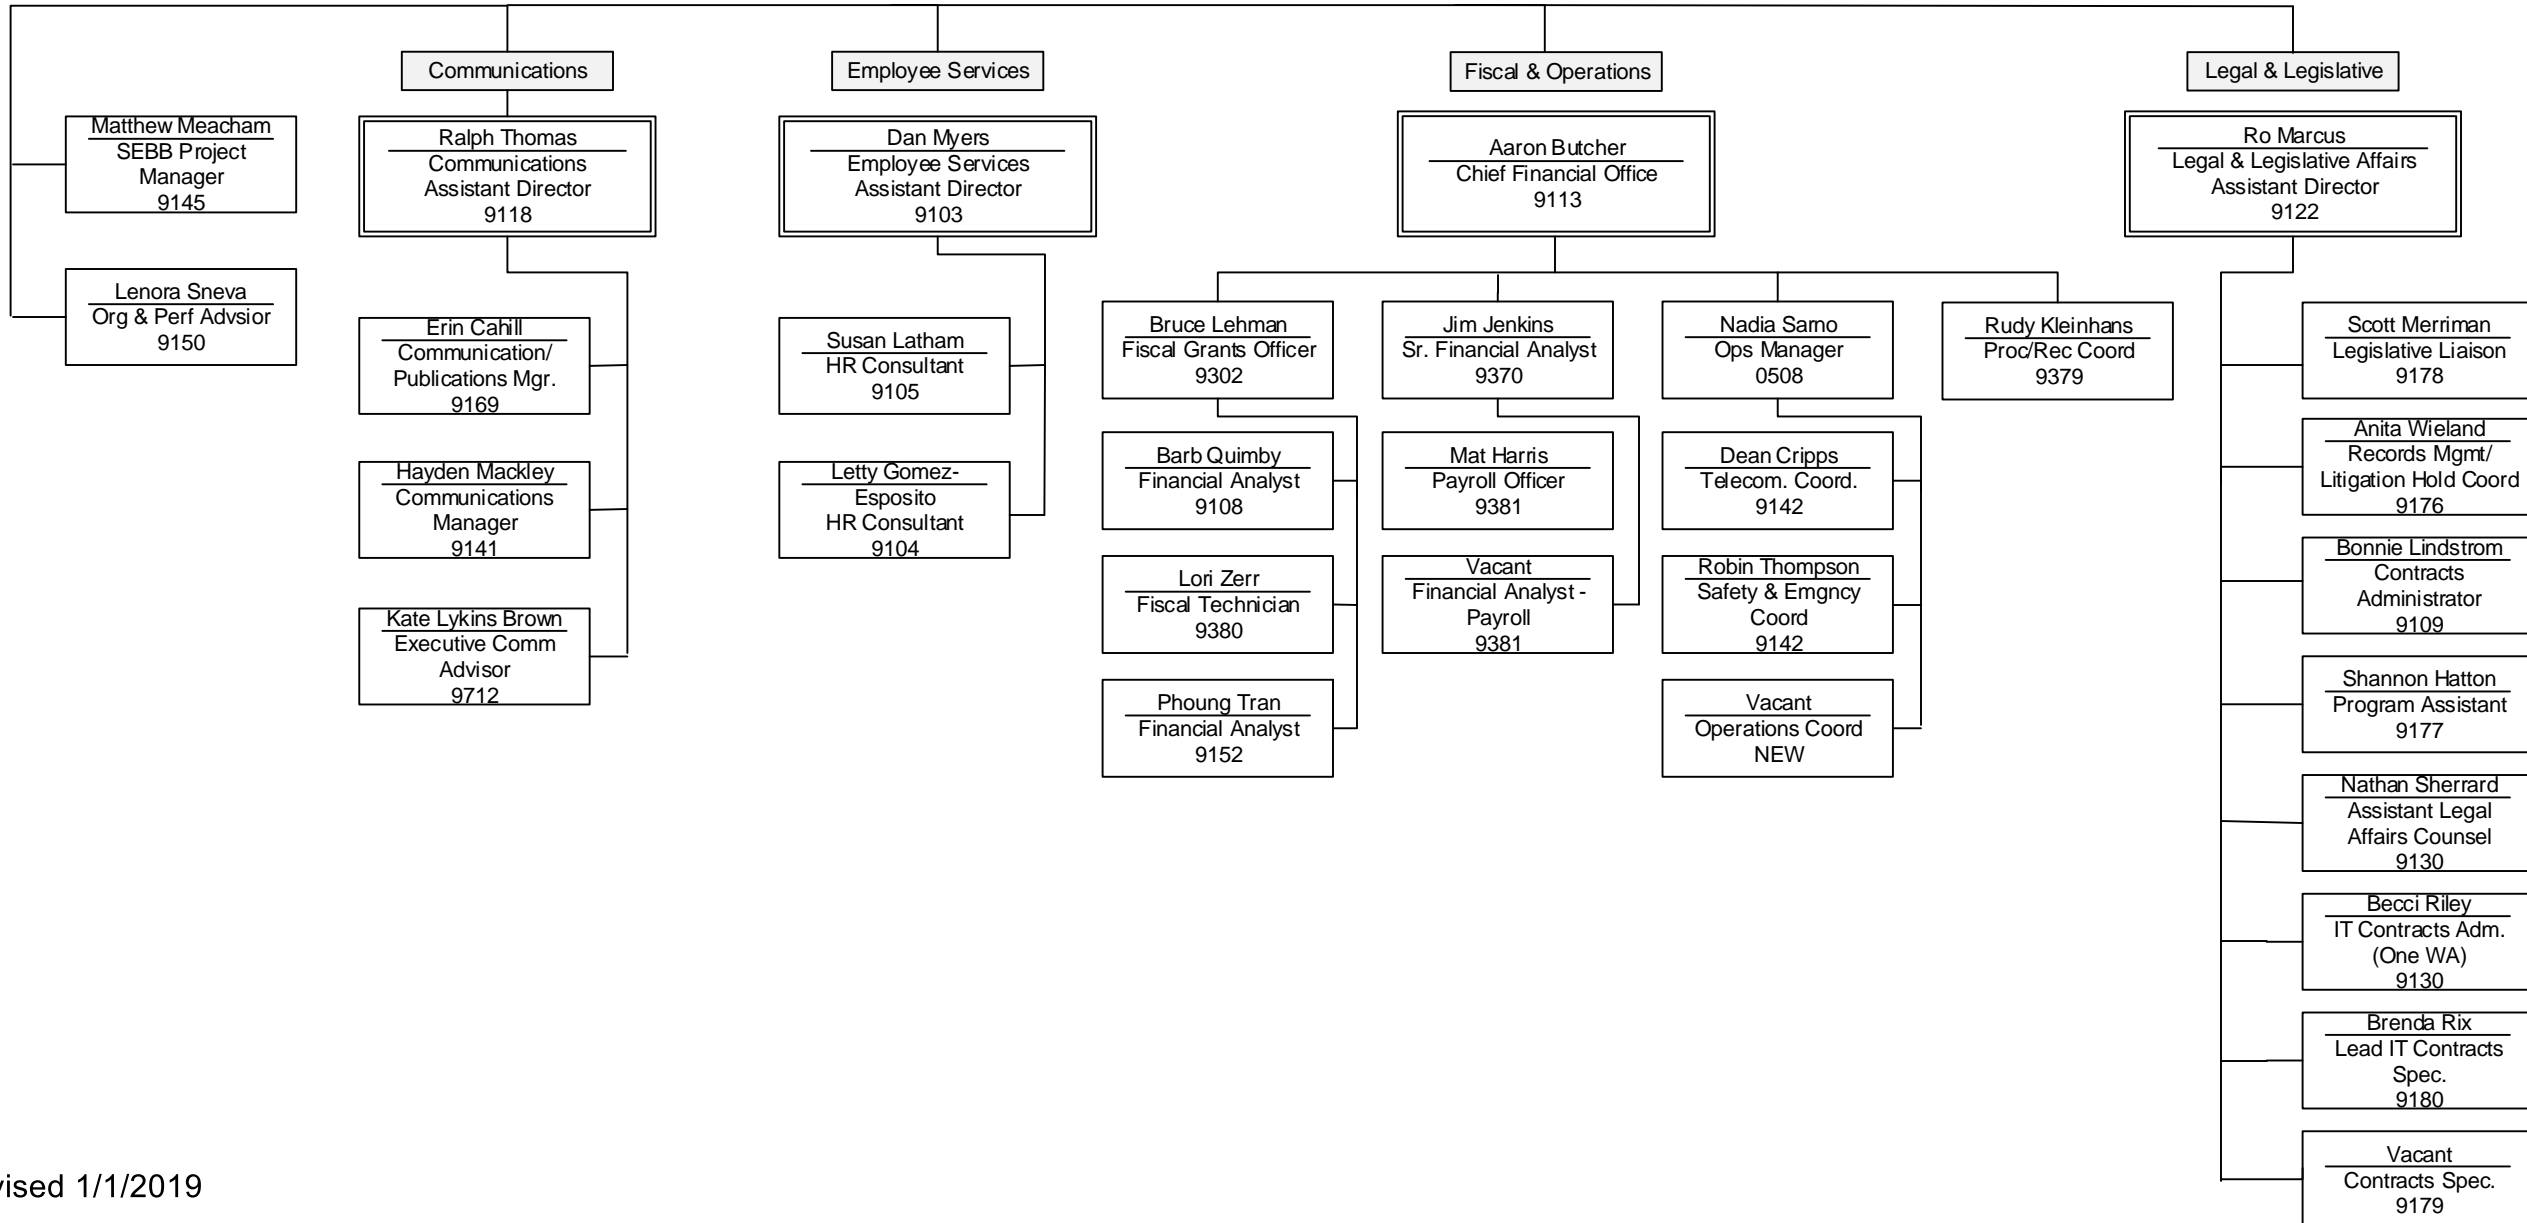 Communications
Employee Services
Fiscal & Operations
Legal & Legislative
Matthew Meacham
SEBB Project
Manager
9145
Lenora Sneva
Org & Perf Advsior
9150
Ralph Thomas
Communications
Assistant Director
9118
Erin Cahill
Communication/
Publications Mgr.
9169
Hayden Mackley
Communications
Manager
9141
Kate Lykins Brown
Executive Comm
Advisor
9712
Dan Myers
Employee Services
Assistant Director
9103
Susan Latham
HR Consultant
9105
Letty Gomez-
Esposito
HR Consultant
9104
Aaron Butcher
Chief Financial Office
9113
Bruce Lehman
Fiscal Grants Officer
9302
Barb Quimby
Financial Analyst
9108
Lori Zerr
Fiscal Technician
9380
Phoung Tran
Financial Analyst
9152
Jim Jenkins
Sr. Financial Analyst
9370
Mat Harris
Payroll Officer
9381
Vacant
Financial Analyst -
Payroll
9381
Nadia Sarno
Ops Manager
0508
Dean Cripps
Telecom. Coord.
9142
Robin Thompson
Safety & Emgncy
Coord
9142
Vacant
Operations Coord
NEW
Rudy Kleinhans
Proc/Rec Coord
9379
Ro Marcus
Legal & Legislative Affairs
Assistant Director
9122
Scott Merriman
Legislative Liaison
9178
Anita Wieland
Records Mgmt/
Litigation Hold Coord
9176
Bonnie Lindstrom
Contracts
Administrator
9109
Shannon Hatton
Program Assistant
9177
Nathan Sherrard
Assistant Legal
Affairs Counsel
9130
Becci Riley
IT Contracts Adm.
(One WA)
9130
Brenda Rix
Lead IT Contracts
Spec.
9180
Vacant
Contracts Spec.
9179
vised 1/1/2019